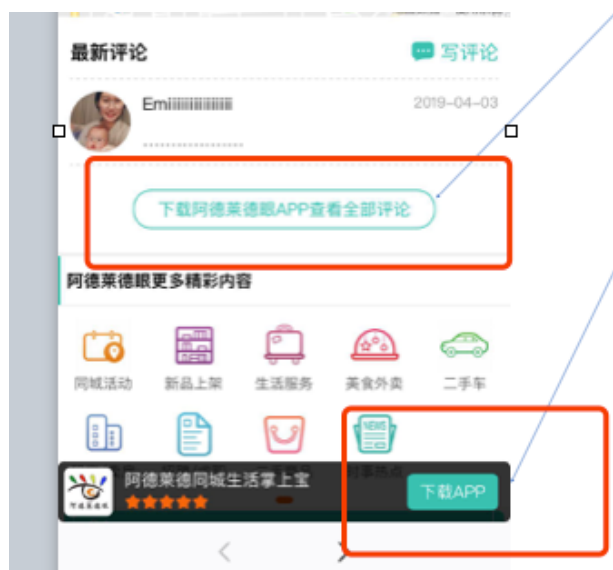 最新评论
写评论
Emiiiiiiiiiiiiiiii
2019-04-03
..................
下载阿德莱德眼APP查看全部评论
阿德莱德眼更多精彩内容
同城活动 新品上架 生活服务 美食外卖 二手车
NEWS
时事热点
阿德莱德同城生活掌上宝
下载APP